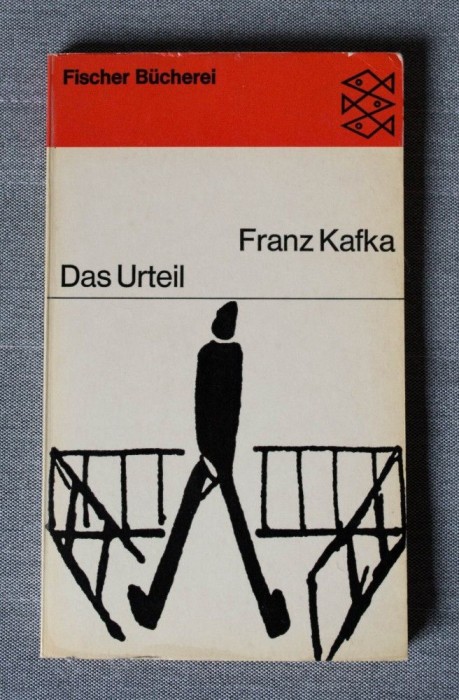 Fischer Bücherei
Franz Kafka
Das Urteil